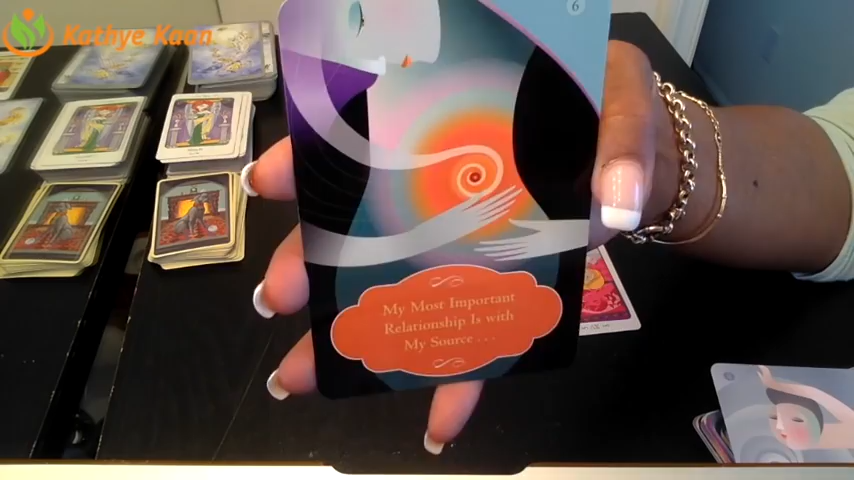 Kathye Kaan
6
My Most Important
Relationship Is with
My Source . . .